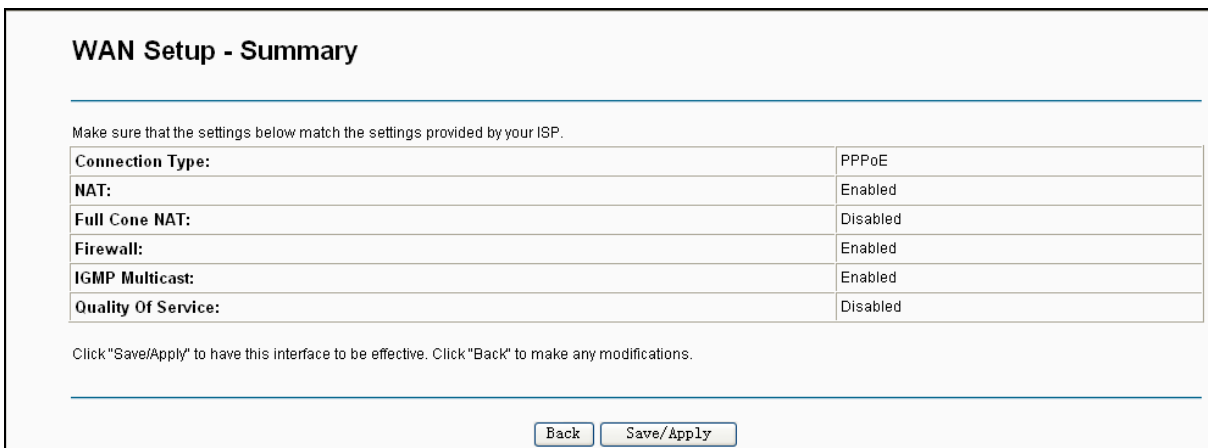 WAN Setup - Summary
Make sure that the settings below match the settings provided by your ISP.
Connection Type: PPPoE
NAT: Enabled
Full Cone NAT: Disabled
Firewall: Enabled
IGMP Multicast: Enabled
Quality Of Service: Disabled
Click "Save/Apply" to have this interface to be effective. Click "Back" to make any modifications.
Back Save/Apply